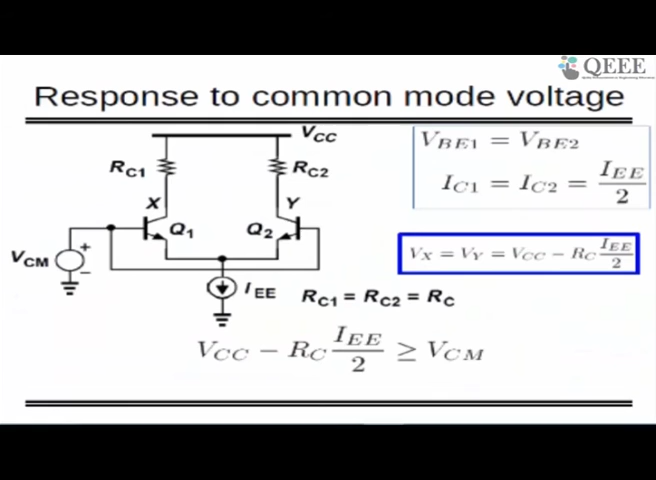 QEEE
Response to common mode voltage
VCC
RC1
RC2
X
Y
Q1
Q2
VCM
+
−
IEE
RC1 = RC2 = RC
VBE1 = VBE2
IC1 = IC2 = IEE/2
VX = VY = VCC − RC IEE/2
VCC − RC IEE/2 ≥ VCM